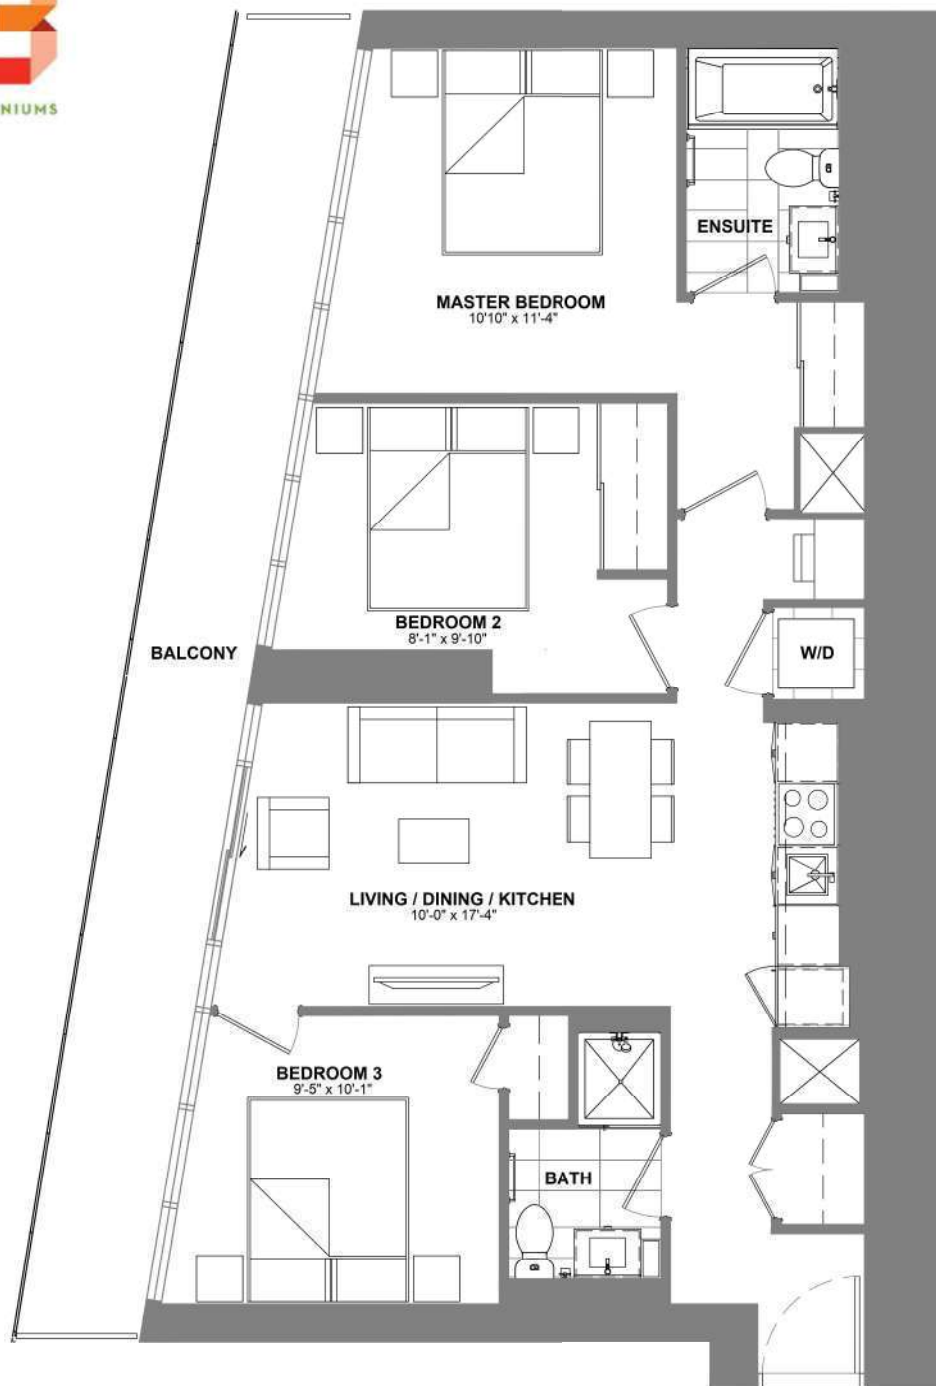 NIUMS
ENSUITE
MASTER BEDROOM
10'10" x 11'-4"
BEDROOM 2
8'-1" x 9'-10"
BALCONY
W/D
LIVING / DINING / KITCHEN
10'-0" x 17'-4"
BEDROOM 3
9'-5" x 10'-1"
BATH